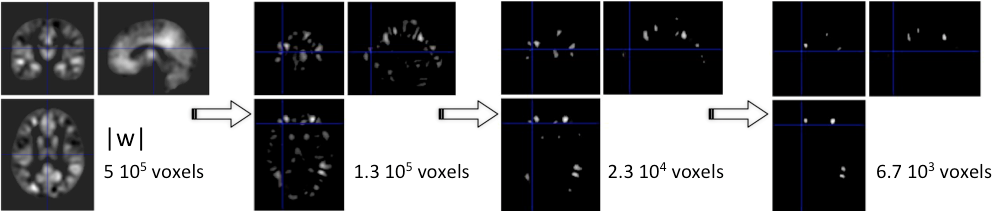 |w|
5 10⁵ voxels
1.3 10⁵ voxels
2.3 10⁴ voxels
6.7 10³ voxels